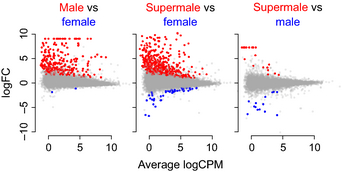 Male vs
female
Supermale vs
female
Supermale vs
male
logFC
10
5
0
−5
−10
0 5 10
0 5 10
0 5 10
Average logCPM